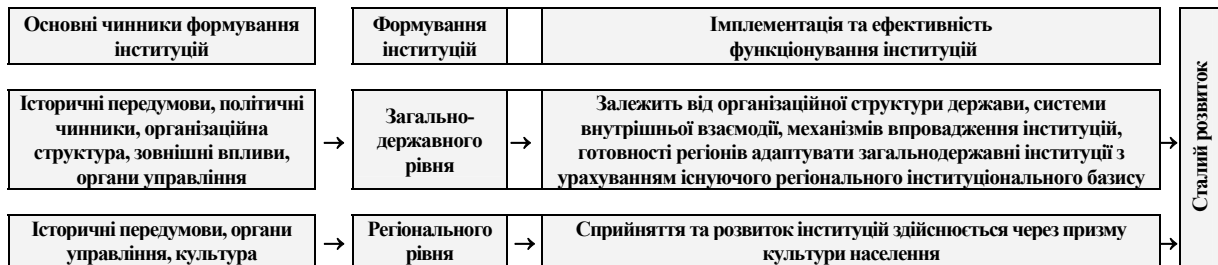 Основні чинники формування
інституцій
Формування
інституцій
Імплементація та ефективність
функціонування інституцій
Історичні передумови, політичні
чинники, організаційна
структура, зовнішні впливи,
органи управління
→
Загально-
державного
рівня
→
Залежить від організаційної структури держави, системи
внутрішньої взаємодії, механізмів впровадження інституцій,
готовності регіонів адаптувати загальнодержавні інституції з
урахуванням існуючого регіонального інституціонального базису
→
Історичні передумови, органи
управління, культура
→
Регіонального
рівня
→
Сприйняття та розвиток інституцій здійснюється через призму
культури населення
→
Сталий розвиток